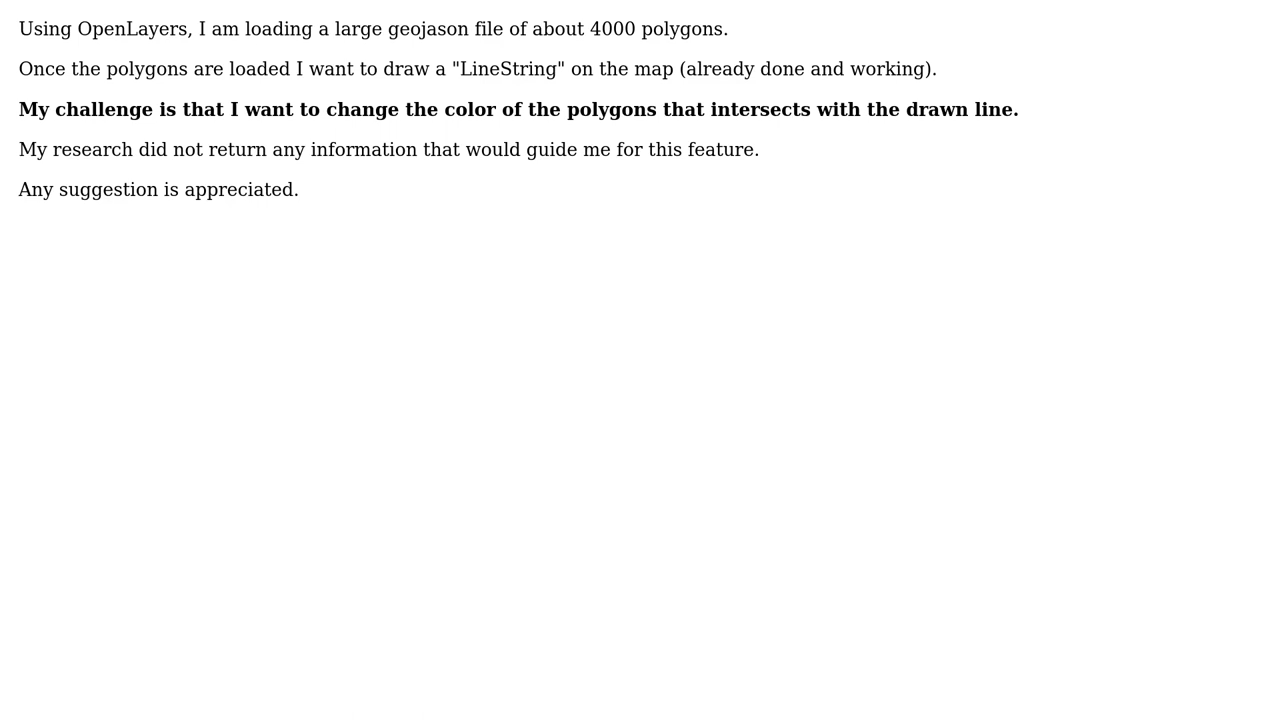 Using OpenLayers, I am loading a large geojason file of about 4000 polygons.
Once the polygons are loaded I want to draw a "LineString" on the map (already done and working).
My challenge is that I want to change the color of the polygons that intersects with the drawn line.
My research did not return any information that would guide me for this feature.
Any suggestion is appreciated.